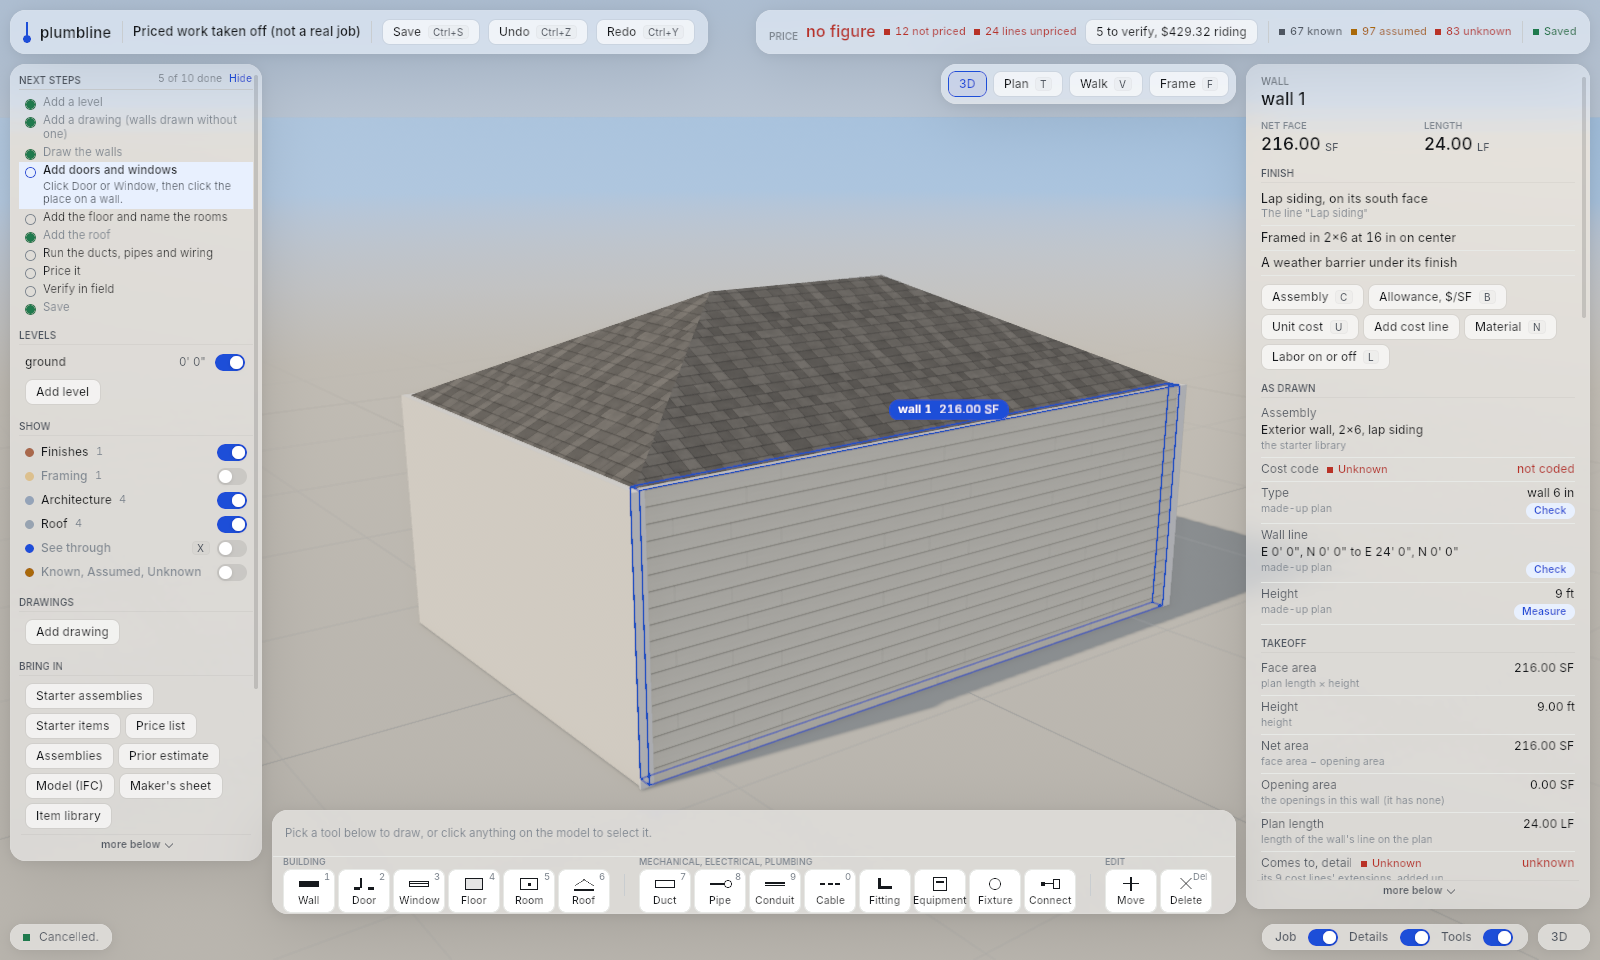 plumbline
Priced work taken off (not a real job)
Save Ctrl+S
Undo Ctrl+Z
Redo Ctrl+Y
PRICE no figure
12 not priced
24 lines unpriced
5 to verify, $429.32 riding
67 known
97 assumed
83 unknown
Saved
NEXT STEPS 5 of 10 done Hide
Add a level
Add a drawing (walls drawn without
one)
Draw the walls
Add doors and windows
Click Door or Window, then click the
place on a wall.
Add the floor and name the rooms
Add the roof
Run the ducts, pipes and wiring
Price it
Verify in field
Save
LEVELS
ground 0' 0"
Add level
SHOW
Finishes 1
Framing 1
Architecture 4
Roof 4
See through X
Known, Assumed, Unknown
DRAWINGS
Add drawing
BRING IN
Starter assemblies
Starter items Price list
Assemblies Prior estimate
Model (IFC) Maker's sheet
Item library
more below
3D
Plan T
Walk V
Frame F
wall 1 216.00 SF
WALL
wall 1
NET FACE LENGTH
216.00 SF 24.00 LF
FINISH
Lap siding, on its south face
The line "Lap siding"
Framed in 2×6 at 16 in on center
A weather barrier under its finish
Assembly C Allowance, $/SF B
Unit cost U Add cost line Material N
Labor on or off L
AS DRAWN
Assembly
Exterior wall, 2×6, lap siding
the starter library
Cost code Unknown not coded
Type wall 6 in
made-up plan Check
Wall line
E 0' 0", N 0' 0" to E 24' 0", N 0' 0"
made-up plan Check
Height 9 ft
made-up plan Measure
TAKEOFF
Face area 216.00 SF
plan length × height
Height 9.00 ft
height
Net area 216.00 SF
face area − opening area
Opening area 0.00 SF
the openings in this wall (it has none)
Plan length 24.00 LF
length of the wall's line on the plan
Comes to, detail Unknown unknown
its 9 cost lines' extensions, added up
more below
Pick a tool below to draw, or click anything on the model to select it.
BUILDING MECHANICAL, ELECTRICAL, PLUMBING EDIT
1 2 3 4 5 6 7 8 9 0 Del
Wall Door Window Floor Room Roof Duct Pipe Conduit Cable Fitting Equipment Fixture Connect Move Delete
Cancelled.
Job Details Tools 3D